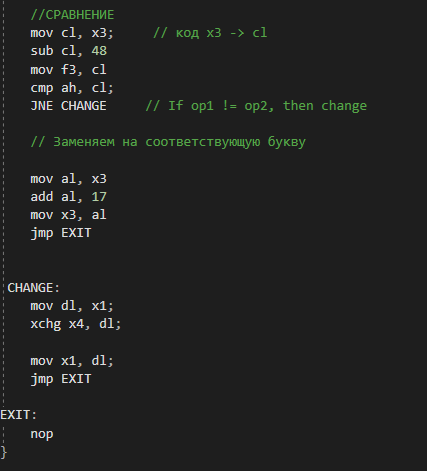 //СРАВНЕНИЕ
mov cl, x3;     // код x3 -> cl
sub cl, 48
mov f3, cl
cmp ah, cl;
JNE CHANGE     // If op1 != op2, then change
// Заменяем на соответствующую букву
mov al, x3
add al, 17
mov x3, al
jmp EXIT
CHANGE:
mov dl, x1;
xchg x4, dl;
mov x1, dl;
jmp EXIT
EXIT:
nop
}